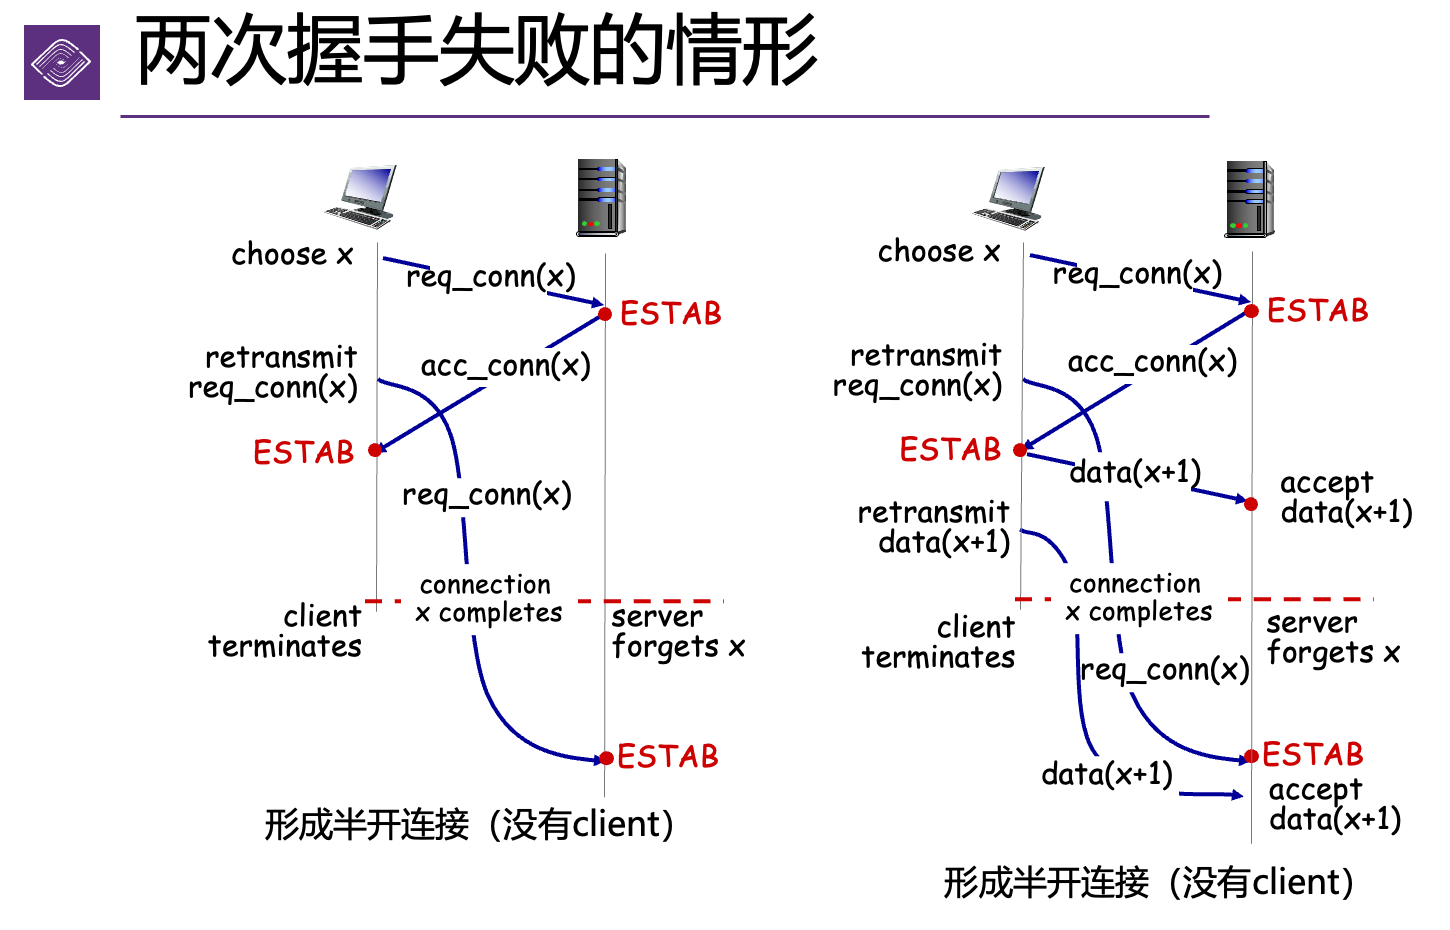 两次握手失败的情形
choose x
req_conn(x)
ESTAB
retransmit
req_conn(x)
acc_conn(x)
ESTAB
req_conn(x)
connection
x completes
client
terminates
server
forgets x
ESTAB
形成半开连接（没有client）
choose x
req_conn(x)
ESTAB
retransmit
req_conn(x)
acc_conn(x)
ESTAB
data(x+1)
accept
data(x+1)
retransmit
data(x+1)
connection
x completes
client
terminates
server
forgets x
req_conn(x)
ESTAB
data(x+1)
accept
data(x+1)
形成半开连接（没有client）